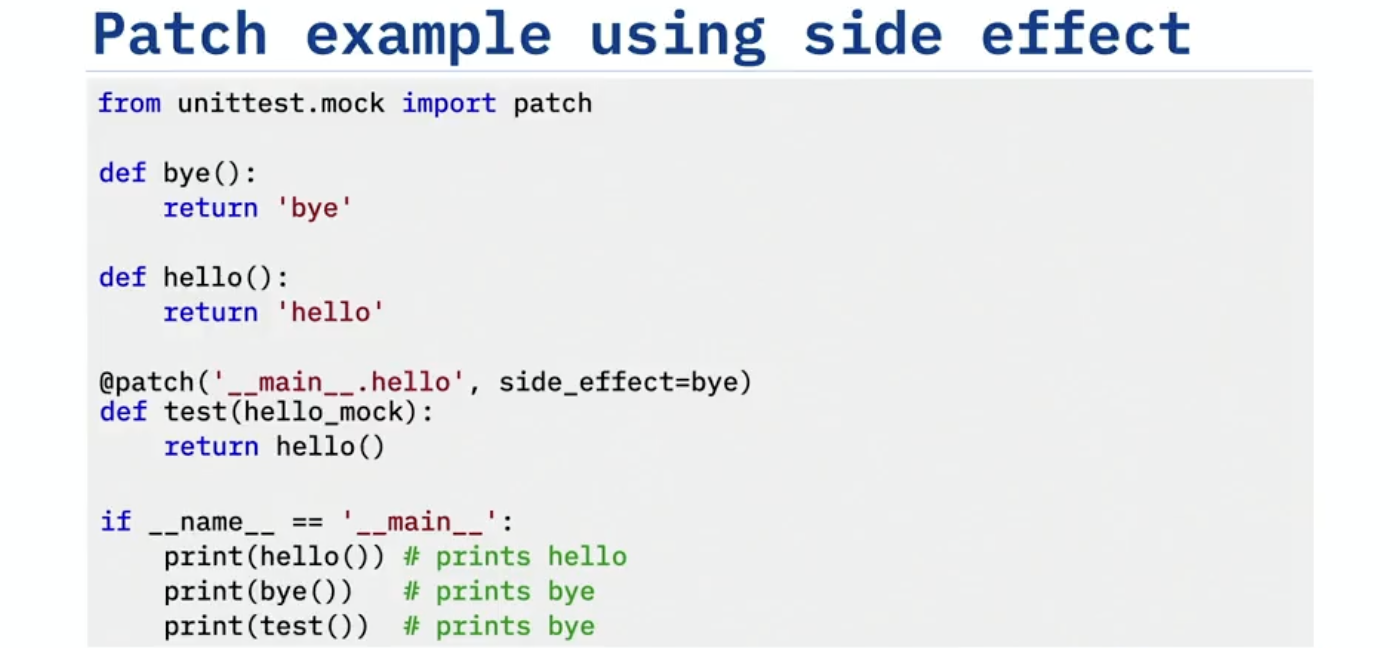 Patch example using side effect
from unittest.mock import patch
def bye():
    return 'bye'
def hello():
    return 'hello'
@patch('__main__.hello', side_effect=bye)
def test(hello_mock):
    return hello()
if __name__ == '__main__':
    print(hello()) # prints hello
    print(bye())   # prints bye
    print(test())  # prints bye